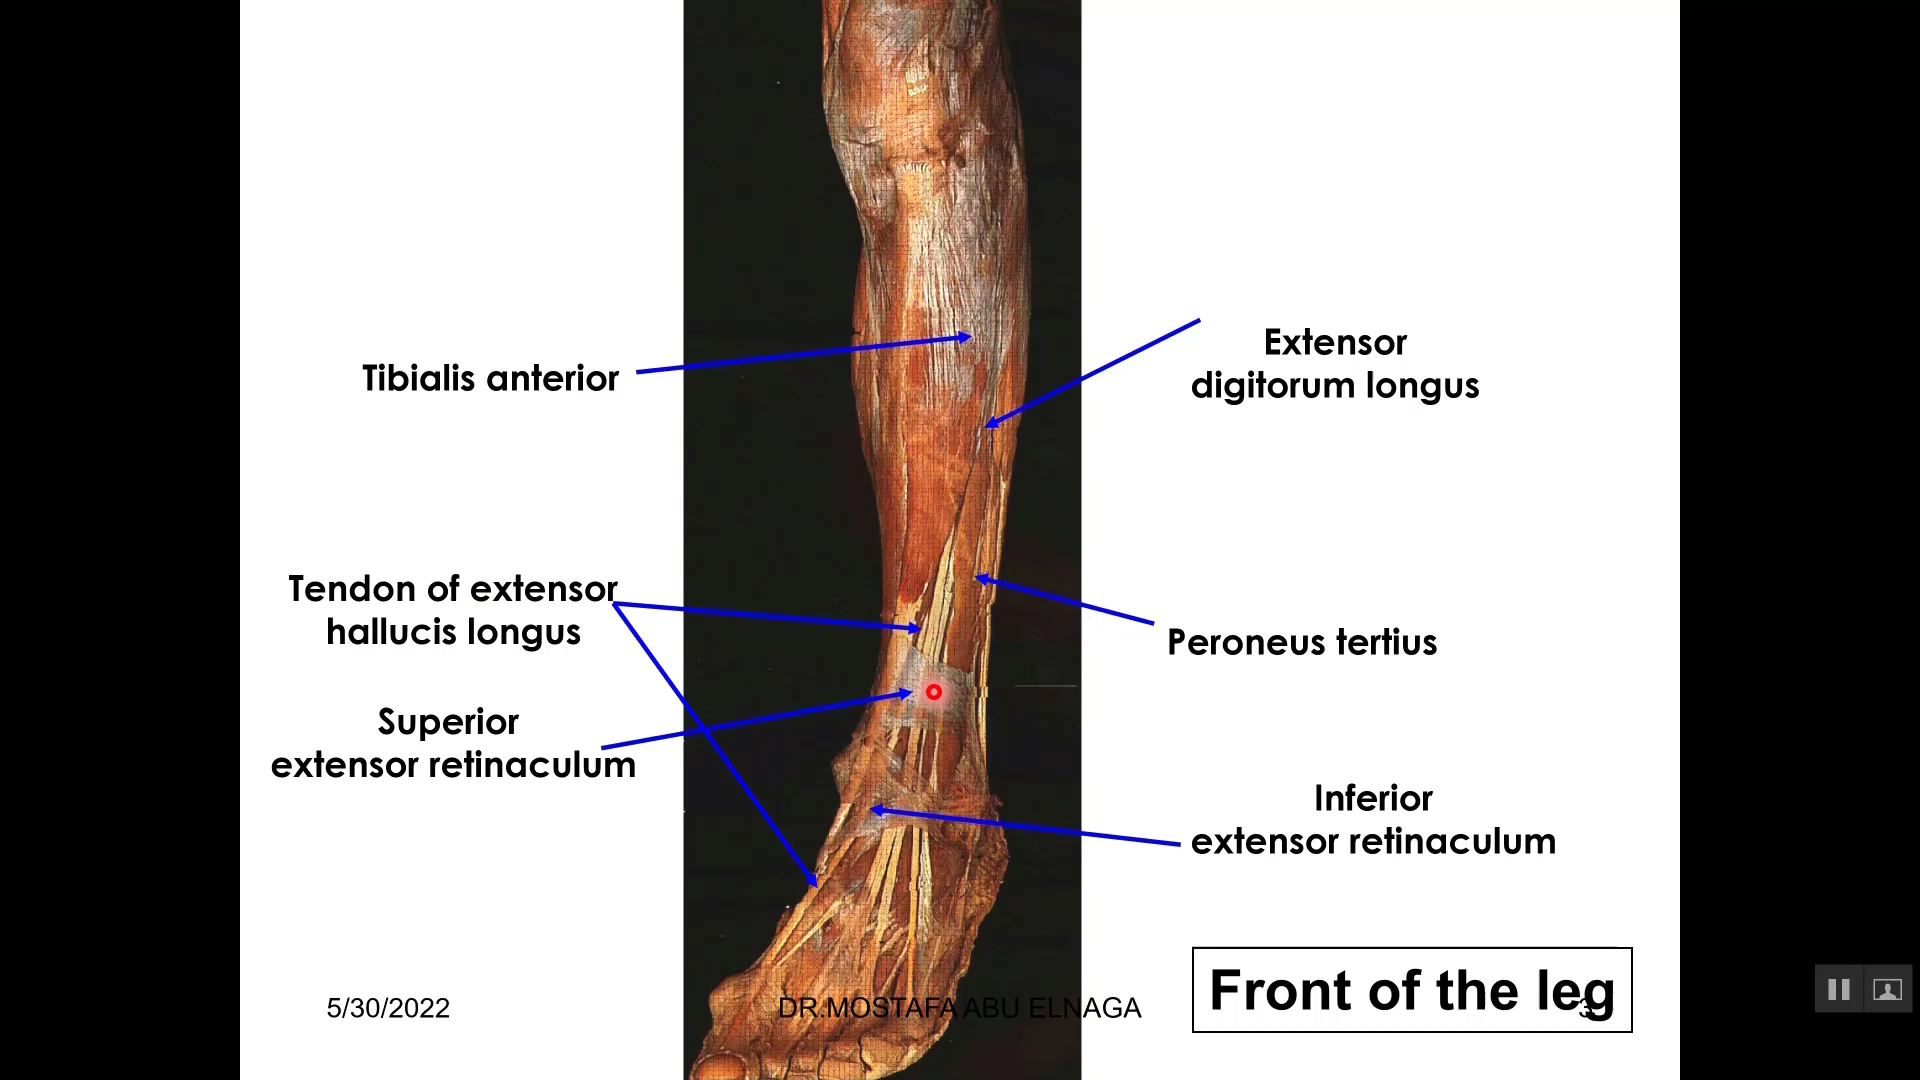 Tibialis anterior
Extensor
digitorum longus
Tendon of extensor
hallucis longus
Peroneus tertius
Superior
extensor retinaculum
Inferior
extensor retinaculum
Front of the leg
5/30/2022
DR.MOSTAFA ABU ELNAGA
3